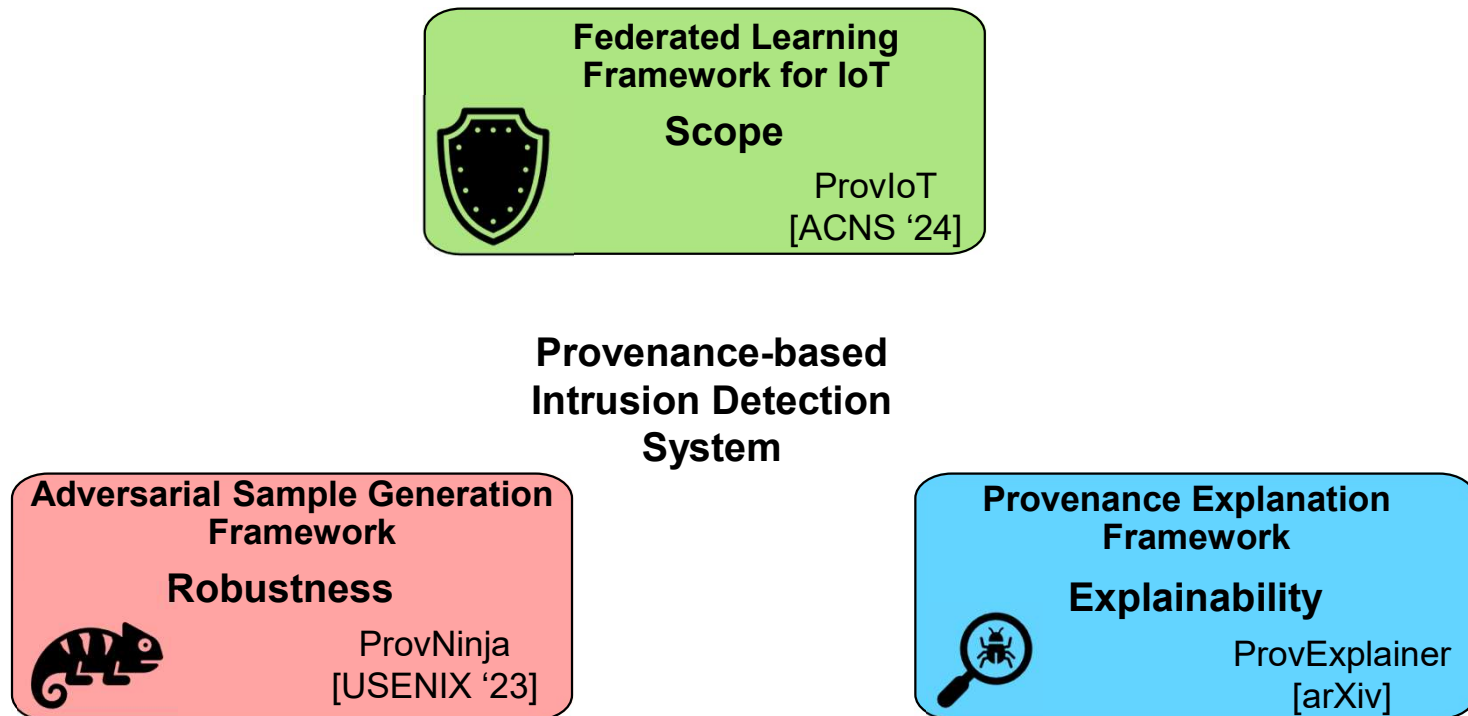 Federated Learning
Framework for IoT
Scope
ProvIoT
[ACNS ‘24]
Provenance-based
Intrusion Detection
System
Adversarial Sample Generation
Framework
Robustness
ProvNinja
[USENIX ‘23]
Provenance Explanation
Framework
Explainability
ProvExplainer
[arXiv]